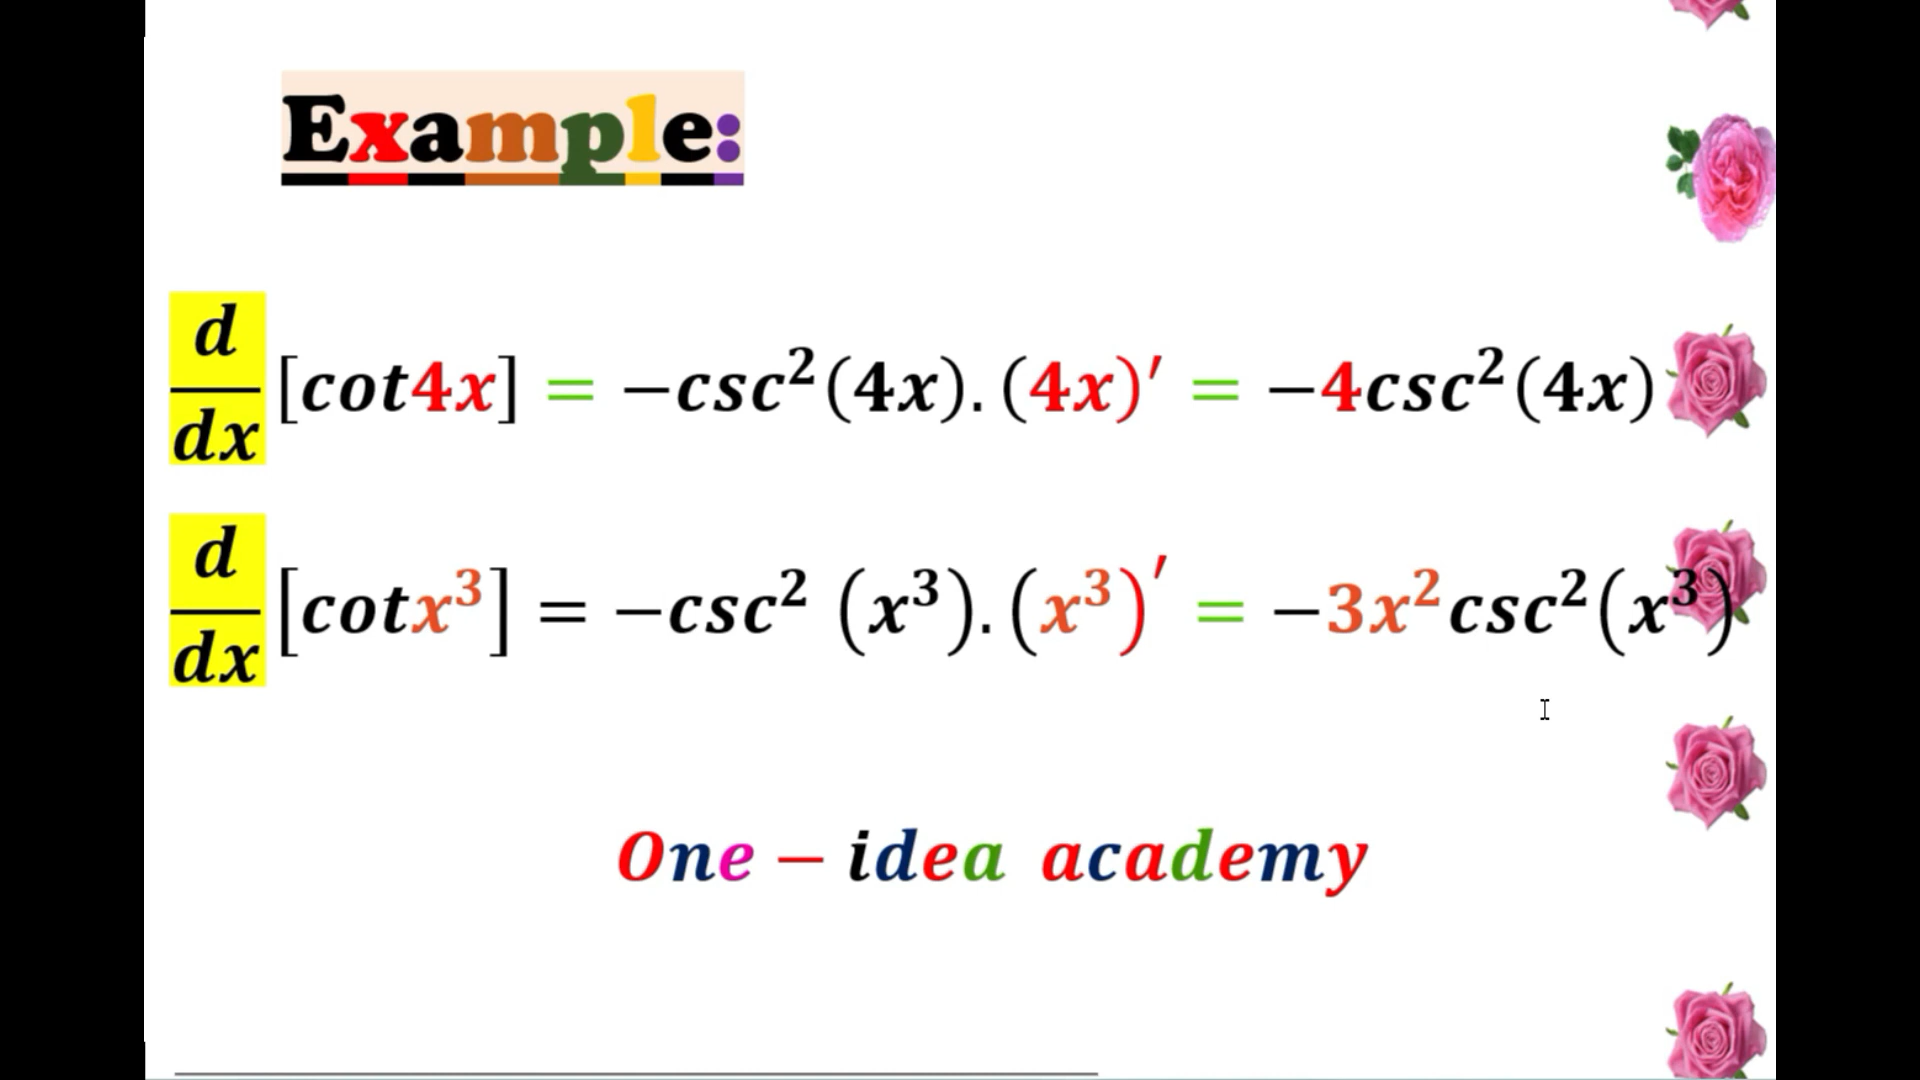 Example:
d/dx [cot4x] = −csc²(4x).(4x)′ = −4csc²(4x)
d/dx [cotx³] = −csc² (x³).(x³)′ = −3x²csc²(x³)
One − idea academy